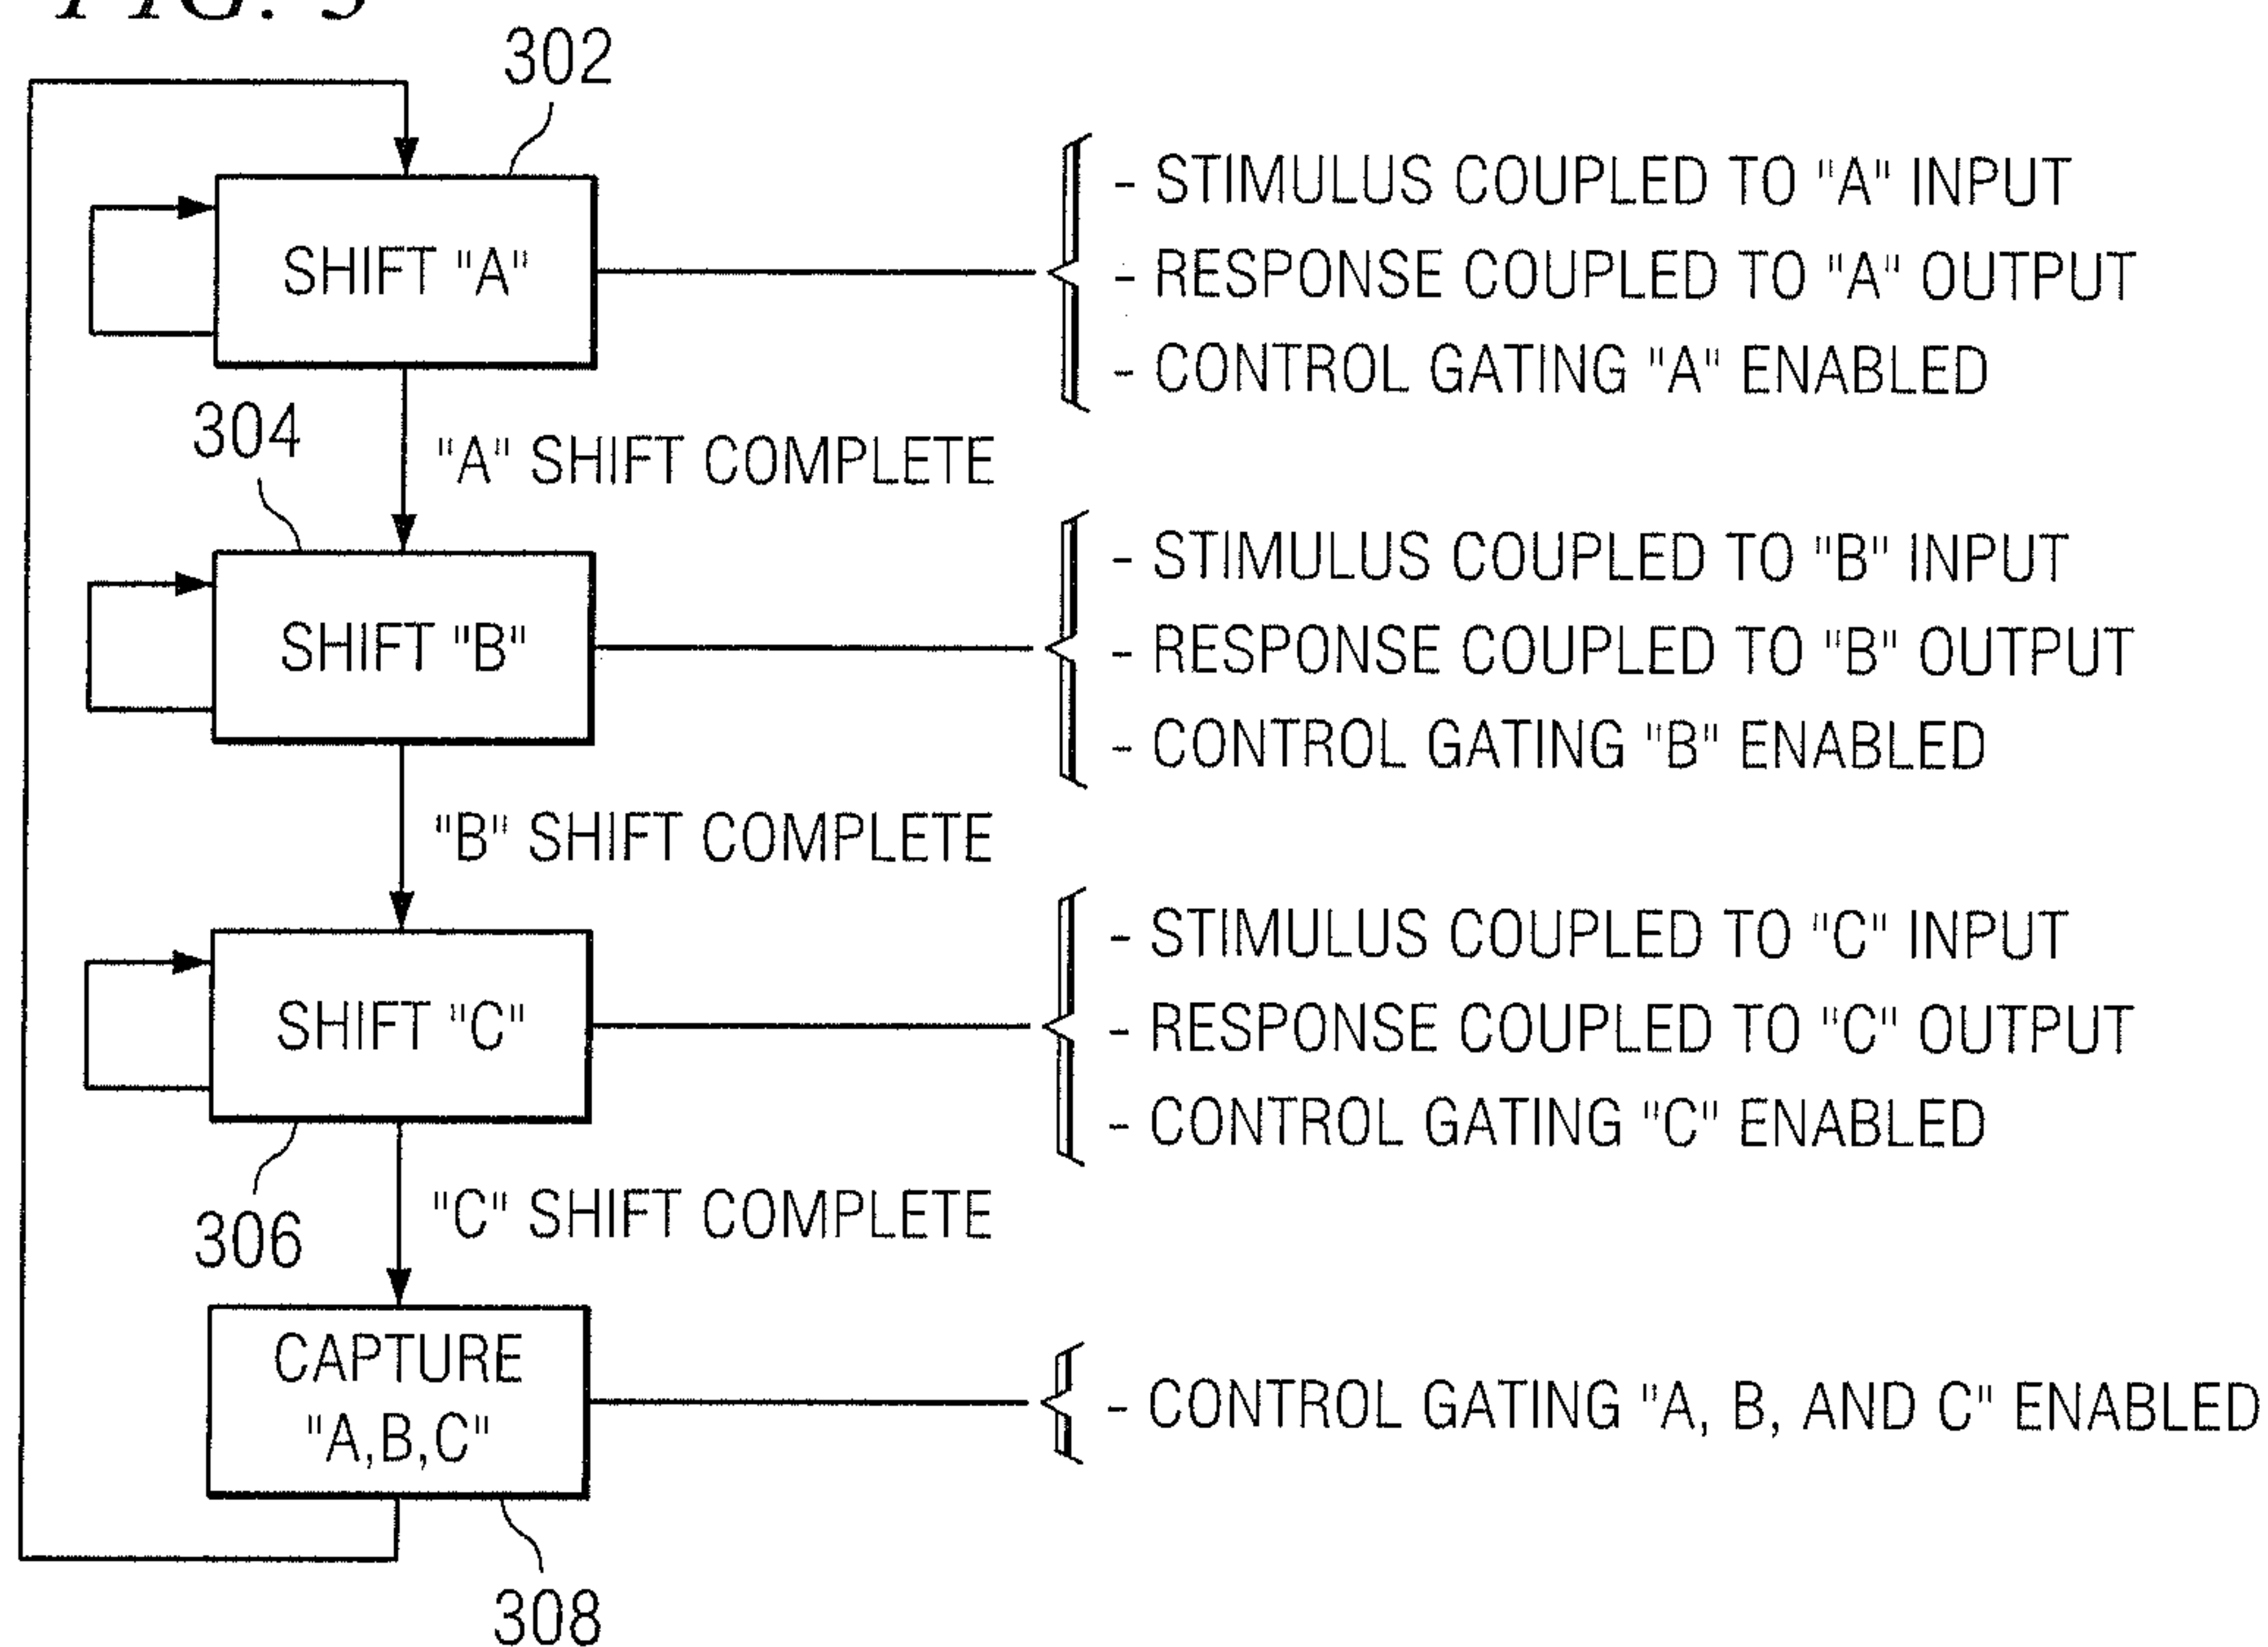 FIG. 3
302
SHIFT "A"
- STIMULUS COUPLED TO "A" INPUT
- RESPONSE COUPLED TO "A" OUTPUT
- CONTROL GATING "A" ENABLED
304
"A" SHIFT COMPLETE
SHIFT "B"
- STIMULUS COUPLED TO "B" INPUT
- RESPONSE COUPLED TO "B" OUTPUT
- CONTROL GATING "B" ENABLED
"B" SHIFT COMPLETE
SHIFT "C"
- STIMULUS COUPLED TO "C" INPUT
- RESPONSE COUPLED TO "C" OUTPUT
- CONTROL GATING "C" ENABLED
306
"C" SHIFT COMPLETE
CAPTURE
"A,B,C"
- CONTROL GATING "A, B, AND C" ENABLED
308